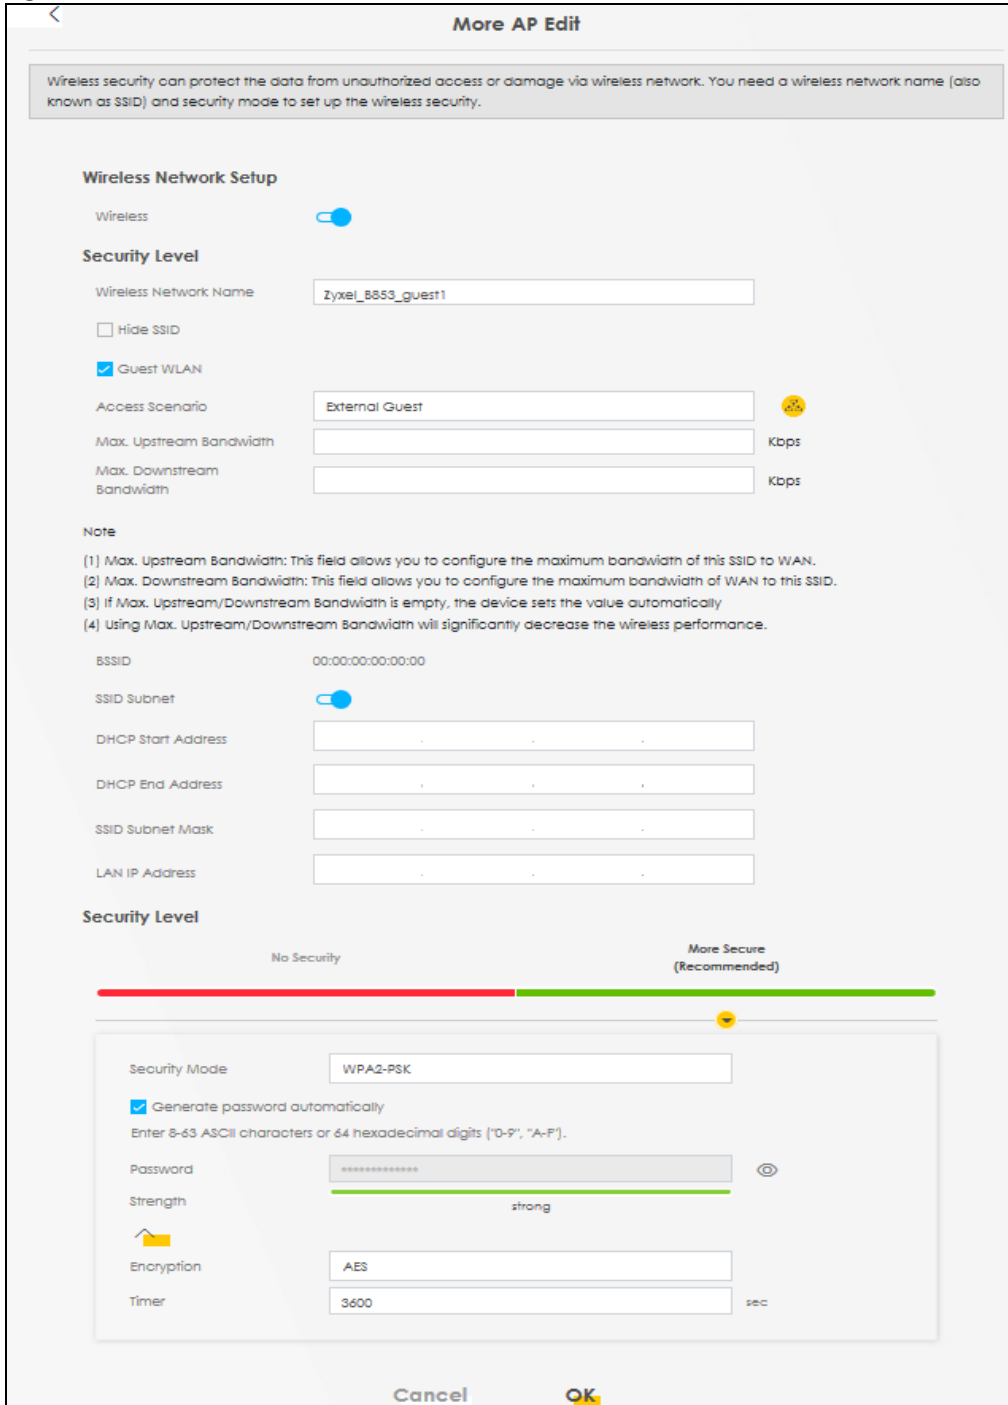 More AP Edit
Wireless security can protect the data from unauthorized access or damage via wireless network. You need a wireless network name (also
known as SSID) and security mode to set up the wireless security.
Wireless Network Setup
Wireless
Security Level
Wireless Network Name Zyxel_B853_guest1
Hide SSID
Guest WLAN
Access Scenario External Guest
Max. Upstream Bandwidth Kbps
Max. Downstream
Bandwidth Kbps
Note
(1) Max. Upstream Bandwidth: This field allows you to configure the maximum bandwidth of this SSID to WAN.
(2) Max. Downstream Bandwidth: This field allows you to configure the maximum bandwidth of WAN to this SSID.
(3) If Max. Upstream/Downstream Bandwidth is empty, the device sets the value automatically
(4) Using Max. Upstream/Downstream Bandwidth will significantly decrease the wireless performance.
BSSID 00:00:00:00:00:00
SSID Subnet
DHCP Start Address . . .
DHCP End Address . . .
SSID Subnet Mask . . .
LAN IP Address . . .
Security Level
No Security
More Secure
(Recommended)
Security Mode WPA2-PSK
Generate password automatically
Enter 8-63 ASCII characters or 64 hexadecimal digits ("0-9", "A-F").
Password *************
Strength
strong
Encryption AES
Timer 3600 sec
Cancel OK